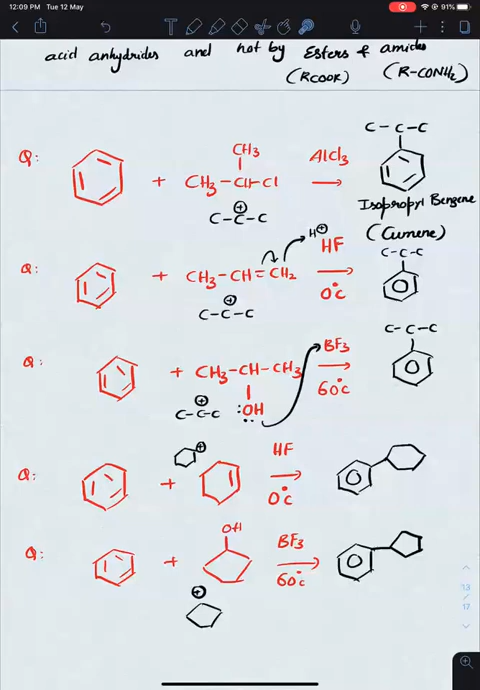 12:09 PM Tue 12 May
91%
acid anhydrides and not by Esters & amides
(RCOOR) (R-CONH2)
C-C-C
CH3
Q: + CH3-CH-Cl AlCl3
⊕
C-C-C
Isopropyl Benzene
(Cumene)
H⊕
Q: + CH3-CH=CH2 HF
0°C
C-C-C
⊕
C-C-C
C-C-C
Q: + CH3-CH-CH3 BF3
60°C
:OH
⊕
C-C-C
⊕
Q: + HF
0°C
OH
Q: + BF3
60°C
⊕
13
/
17